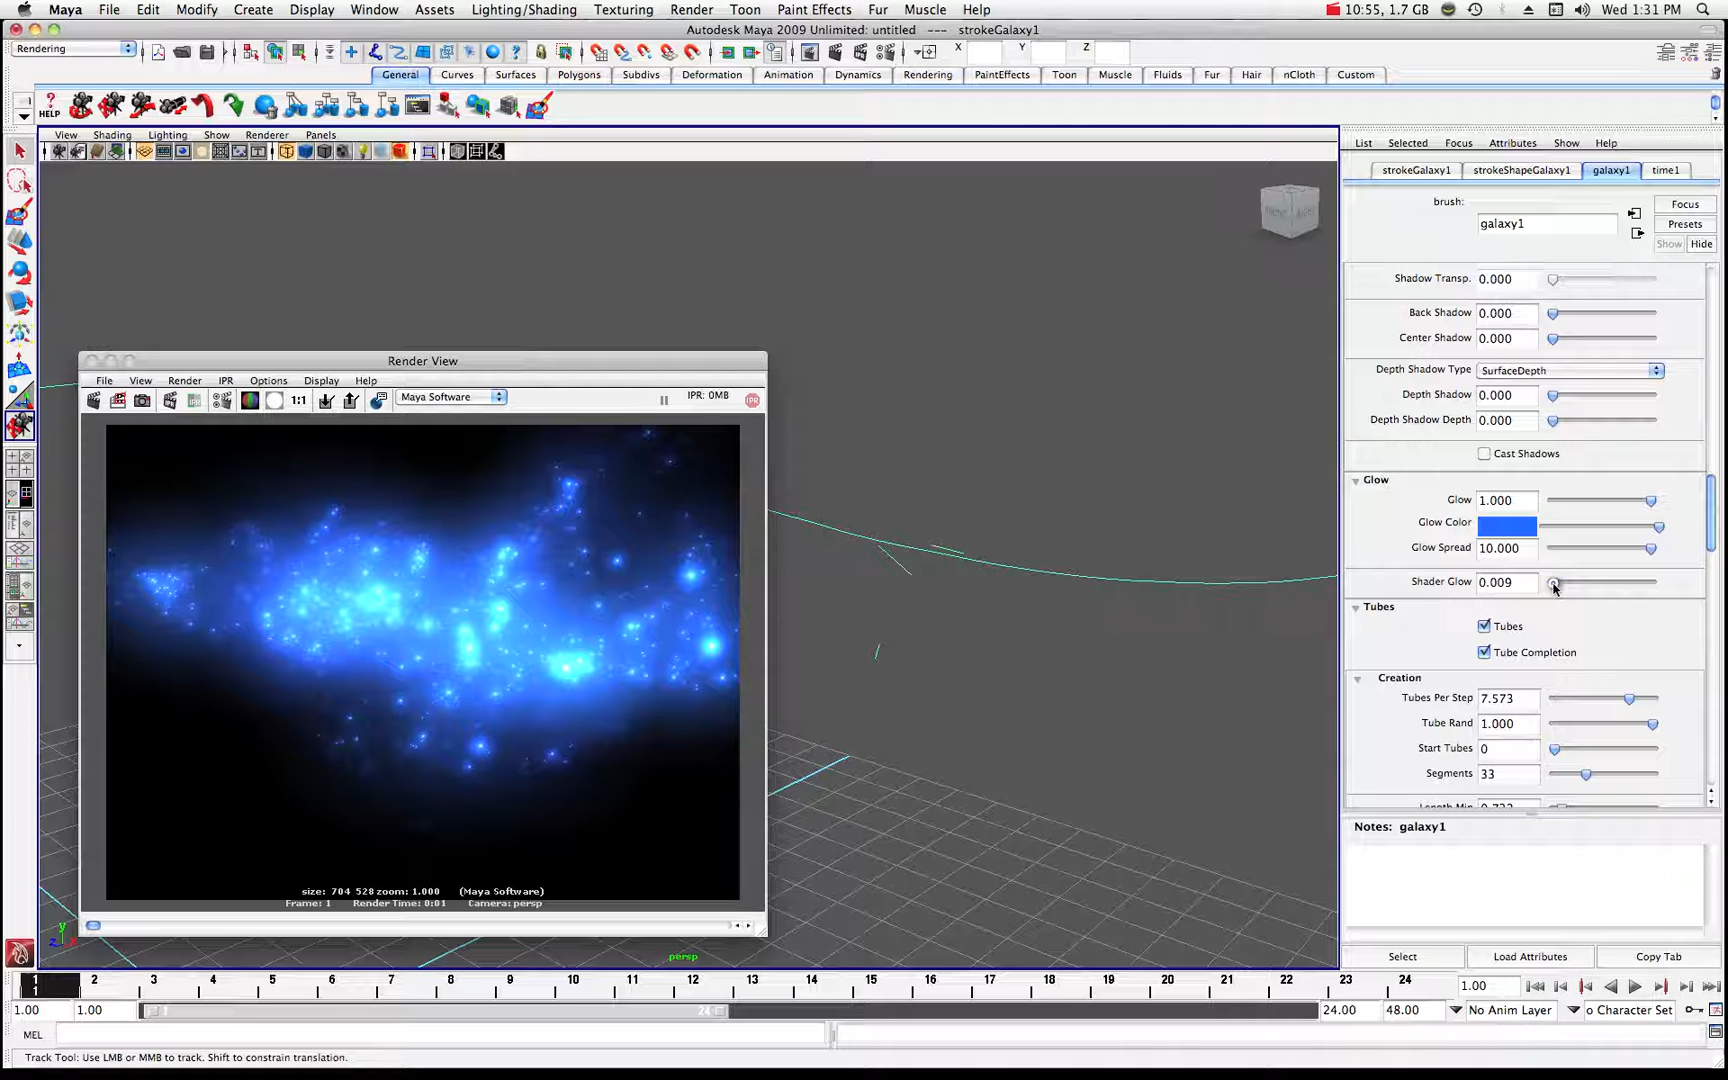 Maya File Edit Modify Create Display Window Assets Lighting/Shading Texturing Render Toon Paint Effects Fur Muscle Help 10:55, 1.7 GB Wed 1:31 PM
Autodesk Maya 2009 Unlimited: untitled --- strokeGalaxy1
Rendering X Y Z
General Curves Surfaces Polygons Subdivs Deformation Animation Dynamics Rendering PaintEffects Toon Muscle Fluids Fur Hair nCloth Custom
HELP
View Shading Lighting Show Renderer Panels
List Selected Focus Attributes Show Help
strokeGalaxy1 strokeShapeGalaxy1 galaxy1 time1
brush: galaxy1
Focus
Presets
Show Hide
Shadow Transp. 0.000
Back Shadow 0.000
Center Shadow 0.000
Depth Shadow Type SurfaceDepth
Depth Shadow 0.000
Depth Shadow Depth 0.000
Cast Shadows
Glow
Glow 1.000
Glow Color
Glow Spread 10.000
Shader Glow 0.009
Tubes
Tubes
Tube Completion
Creation
Tubes Per Step 7.573
Tube Rand 1.000
Start Tubes 0
Segments 33
Notes: galaxy1
Select Load Attributes Copy Tab
Render View
File View Render IPR Options Display Help
IPR 1:1 Maya Software IPR: 0MB IPR
size: 704 528 zoom: 1.000 (Maya Software)
Frame: 1 Render Time: 0:01 Camera: persp
y
z x
persp
1 2 3 4 5 6 7 8 9 10 11 12 13 14 15 16 17 18 19 20 21 22 23 24
1 1.00
1.00 1.00 1 24 24.00 48.00 No Anim Layer o Character Set
MEL
Track Tool: Use LMB or MMB to track. Shift to constrain translation.